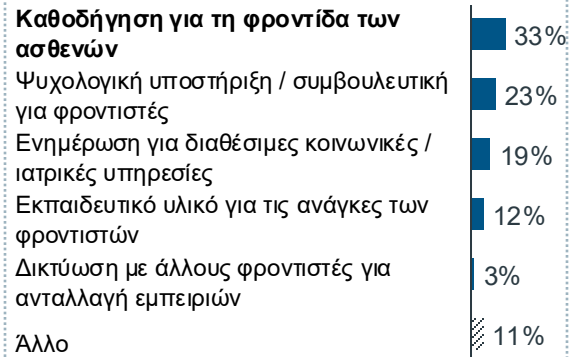 Καθοδήγηση για τη φροντίδα των
ασθενών
33%
Ψυχολογική υποστήριξη / συμβουλευτική
για φροντιστές
23%
Ενημέρωση για διαθέσιμες κοινωνικές /
ιατρικές υπηρεσίες
19%
Εκπαιδευτικό υλικό για τις ανάγκες των
φροντιστών
12%
Δικτύωση με άλλους φροντιστές για
ανταλλαγή εμπειριών
3%
Άλλο
11%